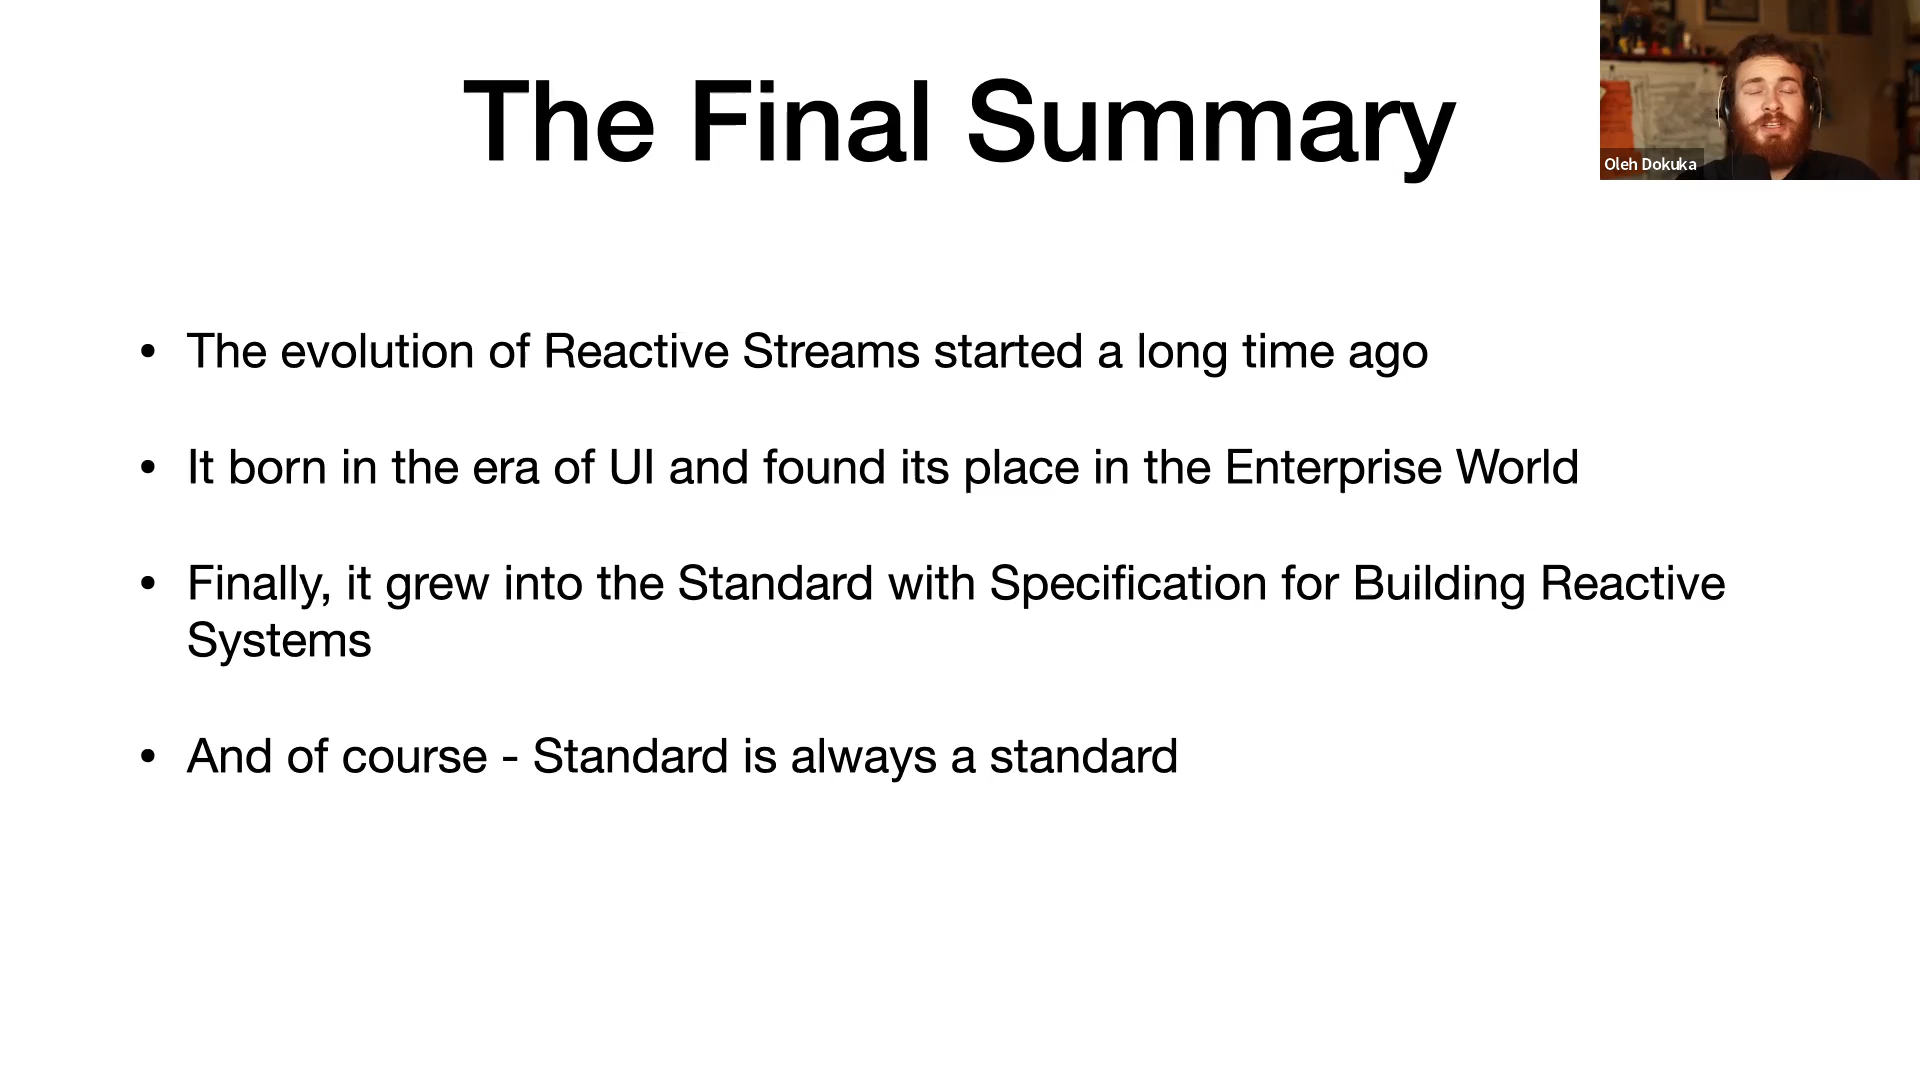 The Final Summary
Oleh Dokuka
• The evolution of Reactive Streams started a long time ago
• It born in the era of UI and found its place in the Enterprise World
• Finally, it grew into the Standard with Specification for Building Reactive
Systems
• And of course - Standard is always a standard